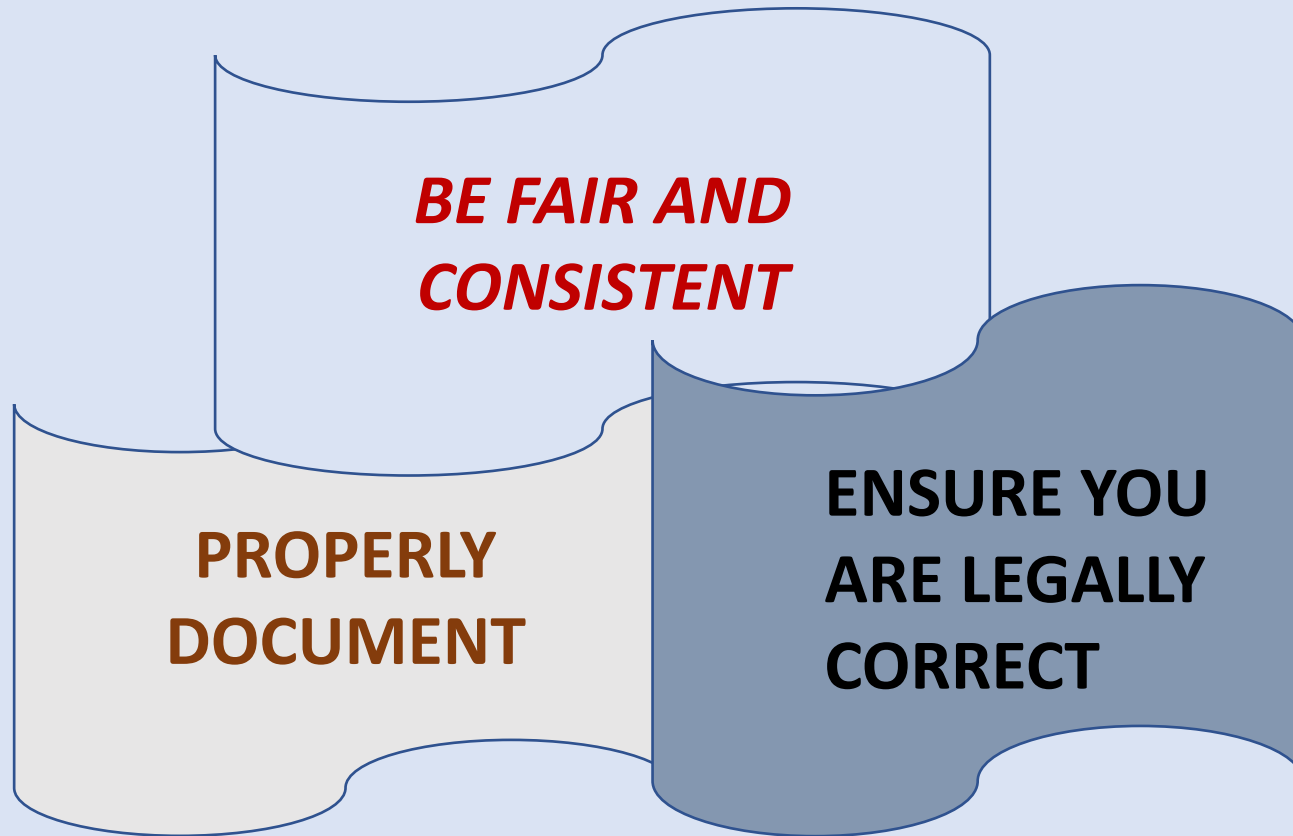 BE FAIR AND
CONSISTENT
PROPERLY
DOCUMENT
ENSURE YOU
ARE LEGALLY
CORRECT